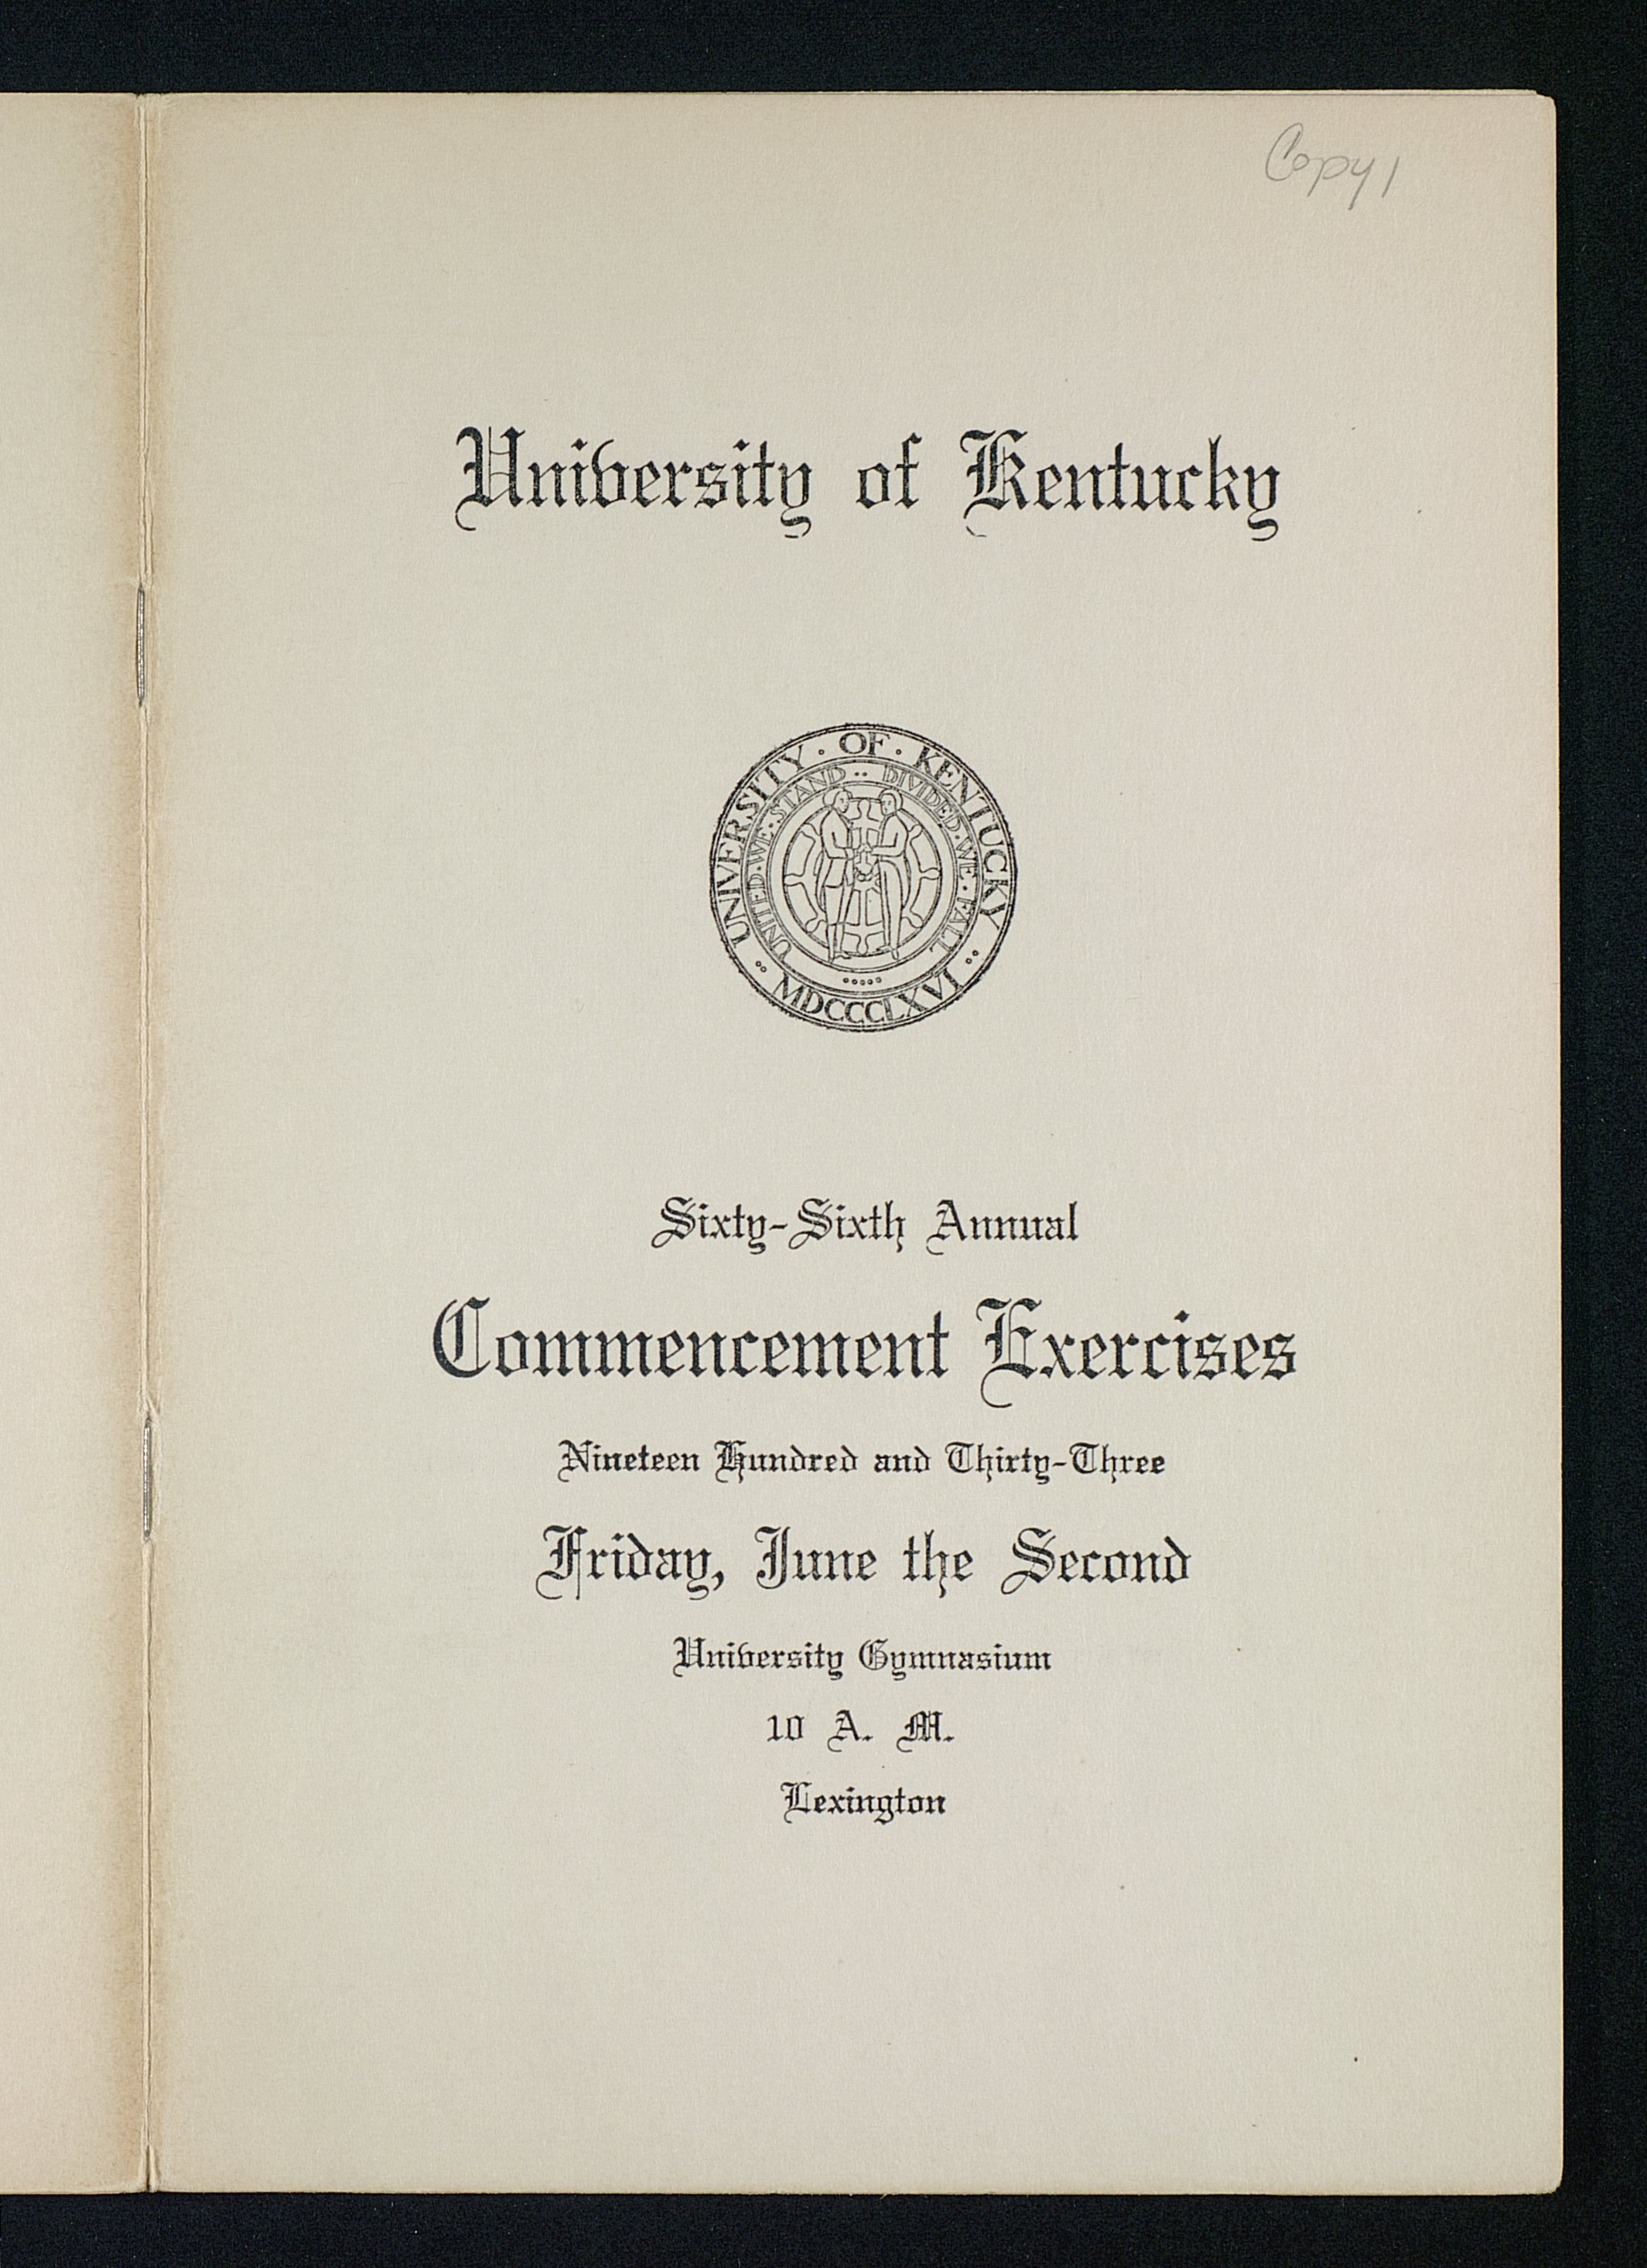 Copy 1
University of Kentucky
UNIVERSITY · OF · KENTUCKY ··
MDCCCLXVI ··
UNITED · WE · STAND ·· DIVIDED · WE · FALL
Sixty-Sixth Annual
Commencement Exercises
Nineteen Hundred and Thirty-Three
Friday, June the Second
University Gymnasium
10 A. M.
Lexington